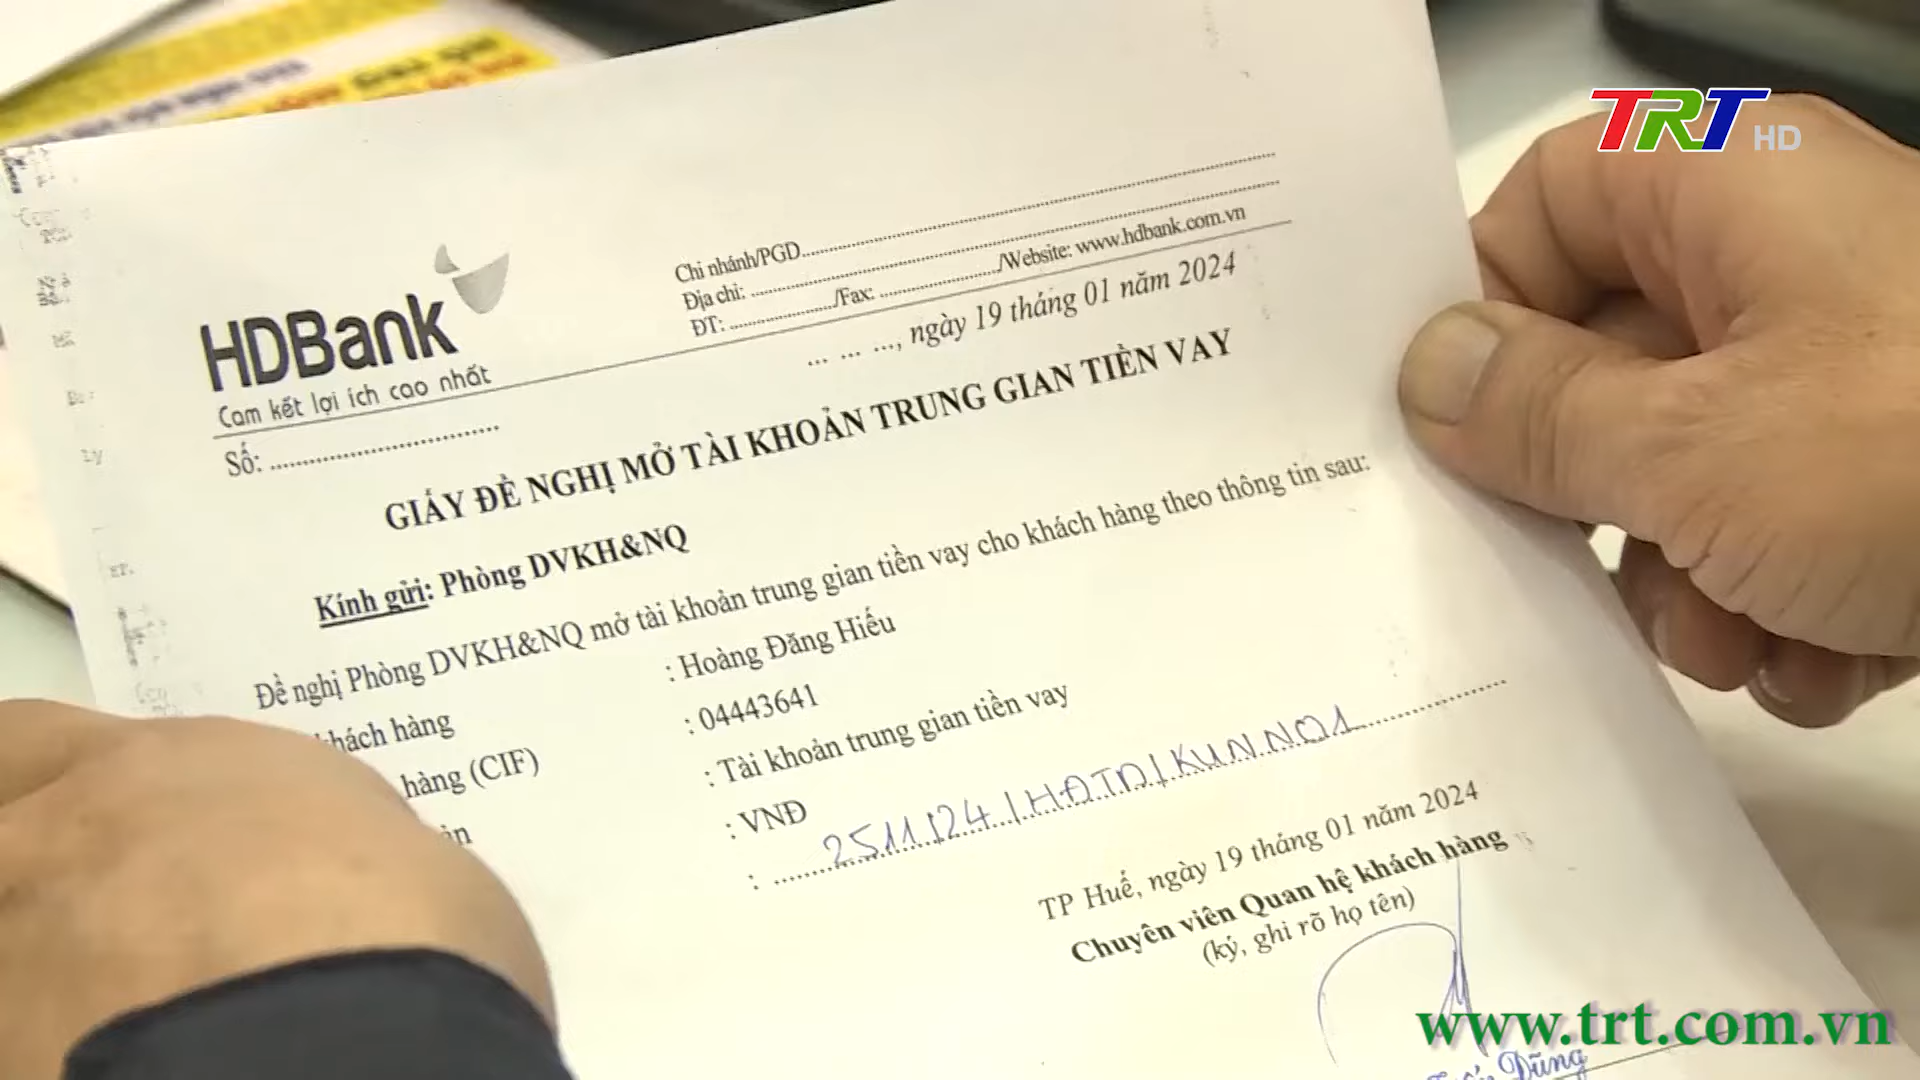 TRT HD
HDBank
Cam kết lợi ích cao nhất
Chi nhánh/PGD
Địa chỉ:
ĐT: /Fax: /Website: www.hdbank.com.vn
Số:
... ... ..., ngày 19 tháng 01 năm 2024
GIẤY ĐỀ NGHỊ MỞ TÀI KHOẢN TRUNG GIAN TIỀN VAY
Kính gửi: Phòng DVKH&NQ
Đề nghị Phòng DVKH&NQ mở tài khoản trung gian tiền vay cho khách hàng theo thông tin sau:
khách hàng : Hoàng Đăng Hiếu
hàng (CIF) : 04443641
: Tài khoản trung gian tiền vay
: VNĐ
: 2511/24/HĐTD/KUNN01
TP Huế, ngày 19 tháng 01 năm 2024
Chuyên viên Quan hệ khách hàng
(ký, ghi rõ họ tên)
Dũng
www.trt.com.vn